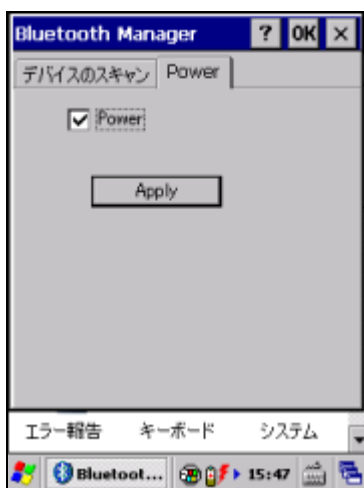 Bluetooth Manager ? OK ×
デバイスのスキャン Power
Power
Apply
エラー報告 キーボード システム
Bluetoot... 15:47